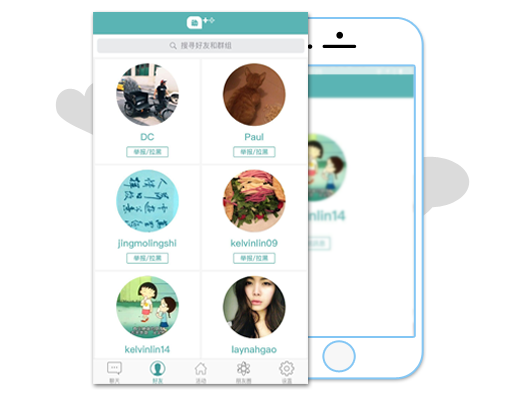 搜寻好友和群组
DC
Paul
举报/拉黑
举报/拉黑
jingmolingshi
kelvinlin09
举报/拉黑
举报/拉黑
kelvinlin14
laynahgao
聊天
朋友
活动
朋友圈
设置
nlin14